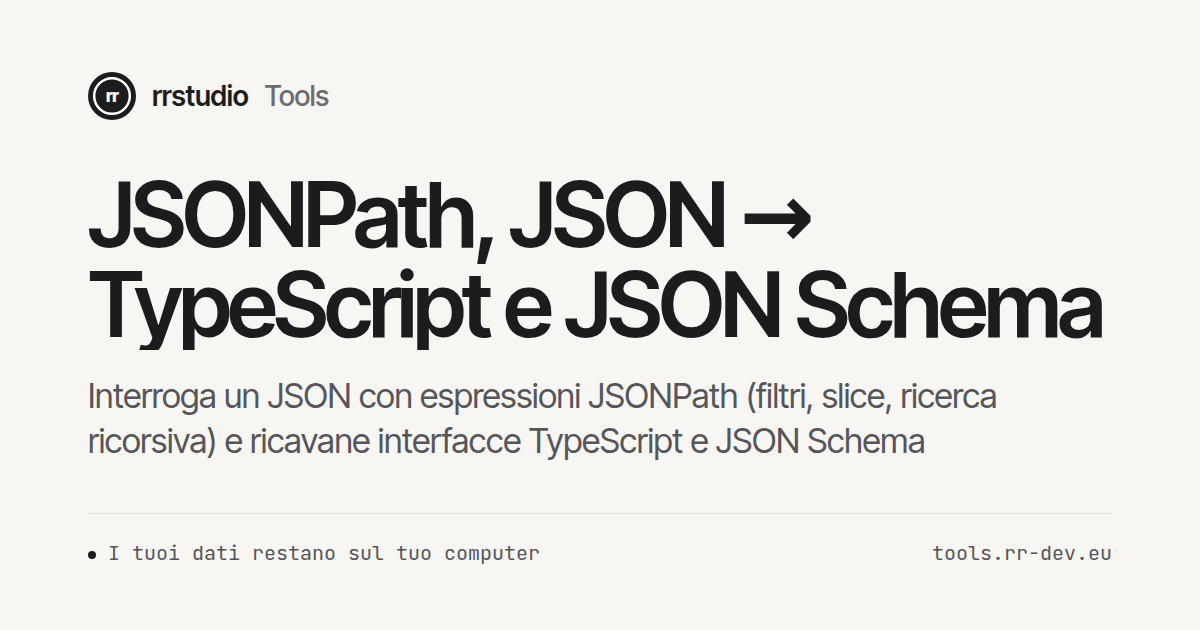 rr rrstudio Tools
JSONPath, JSON →
TypeScript e JSON Schema
Interroga un JSON con espressioni JSONPath (filtri, slice, ricerca
ricorsiva) e ricavane interfacce TypeScript e JSON Schema
• I tuoi dati restano sul tuo computer
tools.rr-dev.eu